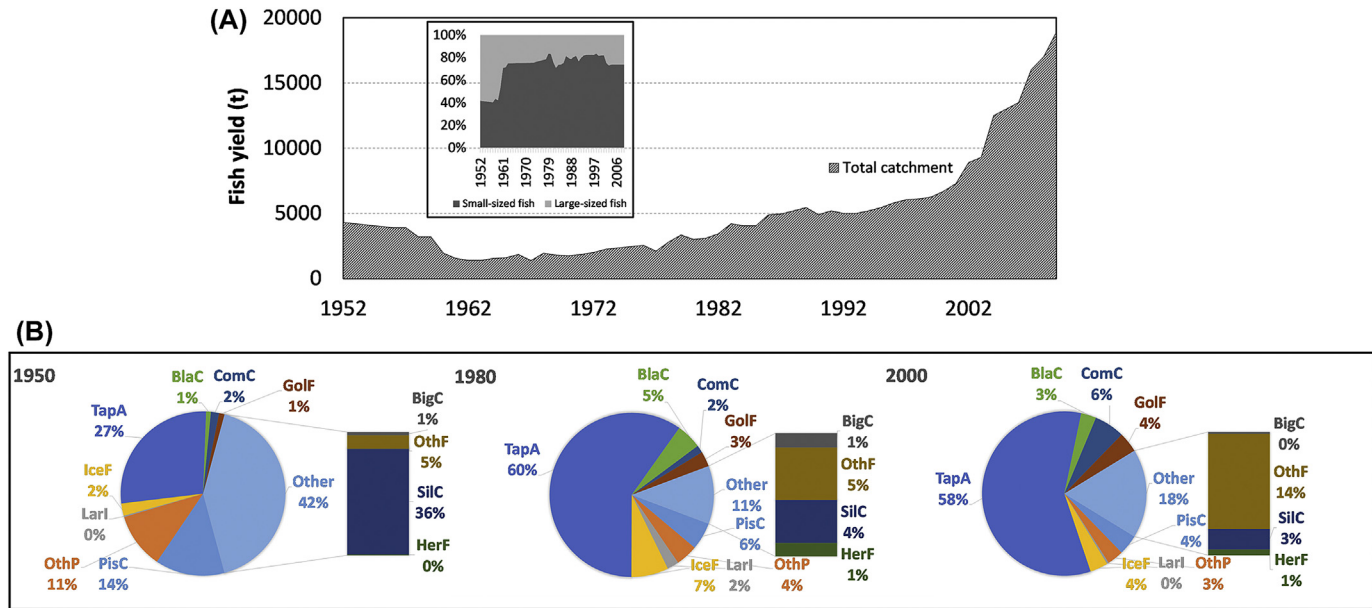 (A)
Fish yield (t)
20000
15000
10000
5000
0
100%
80%
60%
40%
20%
0%
1952
1961
1970
1979
1988
1997
2006
Small-sized fish Large-sized fish
Total catchment
1952 1962 1972 1982 1992 2002
(B)
1950
BlaC
1%
ComC
2%
GolF
1%
TapA
27%
IceF
2%
LarI
0%
OthP
11%
PisC
14%
Other
42%
BigC
1%
OthF
5%
SilC
36%
HerF
0%
1980
BlaC
5%
ComC
2%
GolF
3%
TapA
60%
Other
11%
PisC
6%
OthP
4%
LarI
2%
IceF
7%
BigC
1%
OthF
5%
SilC
4%
HerF
1%
2000
BlaC
3%
ComC
6%
GolF
4%
TapA
58%
Other
18%
PisC
4%
OthP
3%
LarI
0%
IceF
4%
BigC
0%
OthF
14%
SilC
3%
HerF
1%